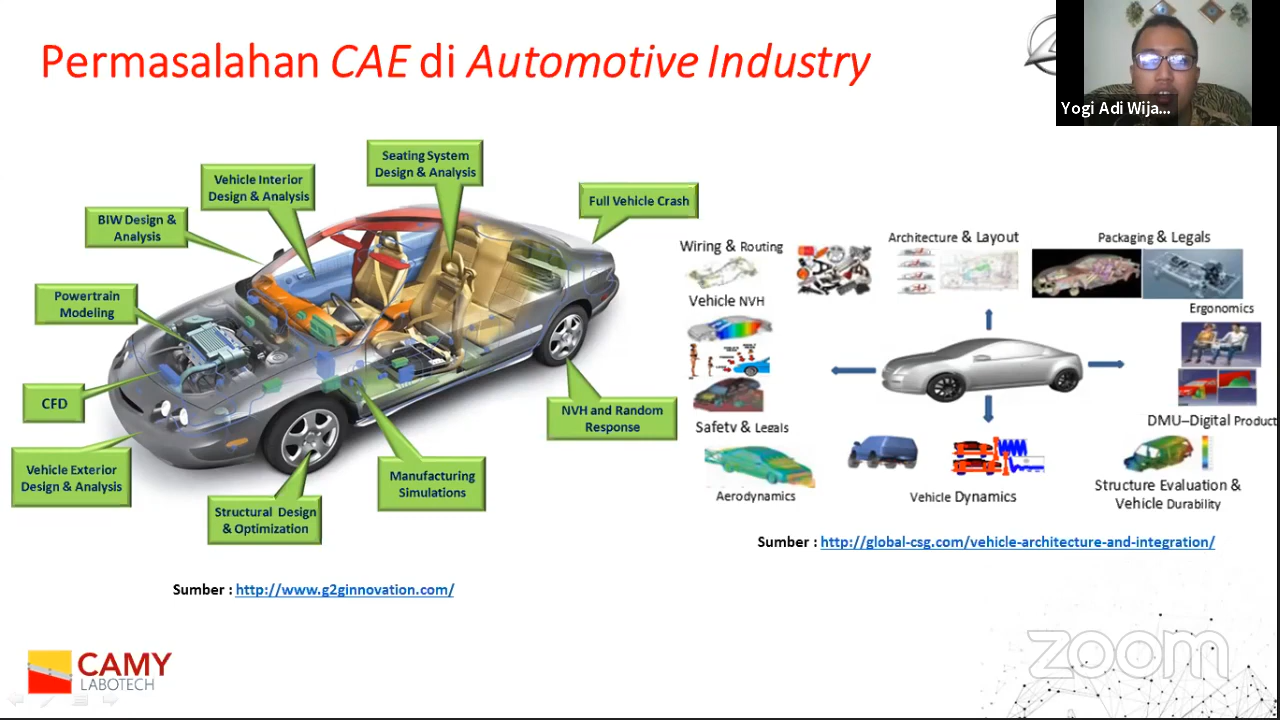 Permasalahan CAE di Automotive Industry
Yogi Adi Wija...
Seating System
Design & Analysis
Vehicle Interior
Design & Analysis
Full Vehicle Crash
BIW Design &
Analysis
Powertrain
Modeling
CFD
Vehicle Exterior
Design & Analysis
Structural Design
& Optimization
Manufacturing
Simulations
NVH and Random
Response
Sumber : http://www.g2ginnovation.com/
Wiring & Routing
Architecture & Layout
Packaging & Legals
Vehicle NVH
Ergonomics
Safety & Legals
DMU–Digital Product
Aerodynamics
Vehicle Dynamics
Structure Evaluation &
Vehicle Durability
Sumber : http://global-csg.com/vehicle-architecture-and-integration/
CAMY
LABOTECH
zoom